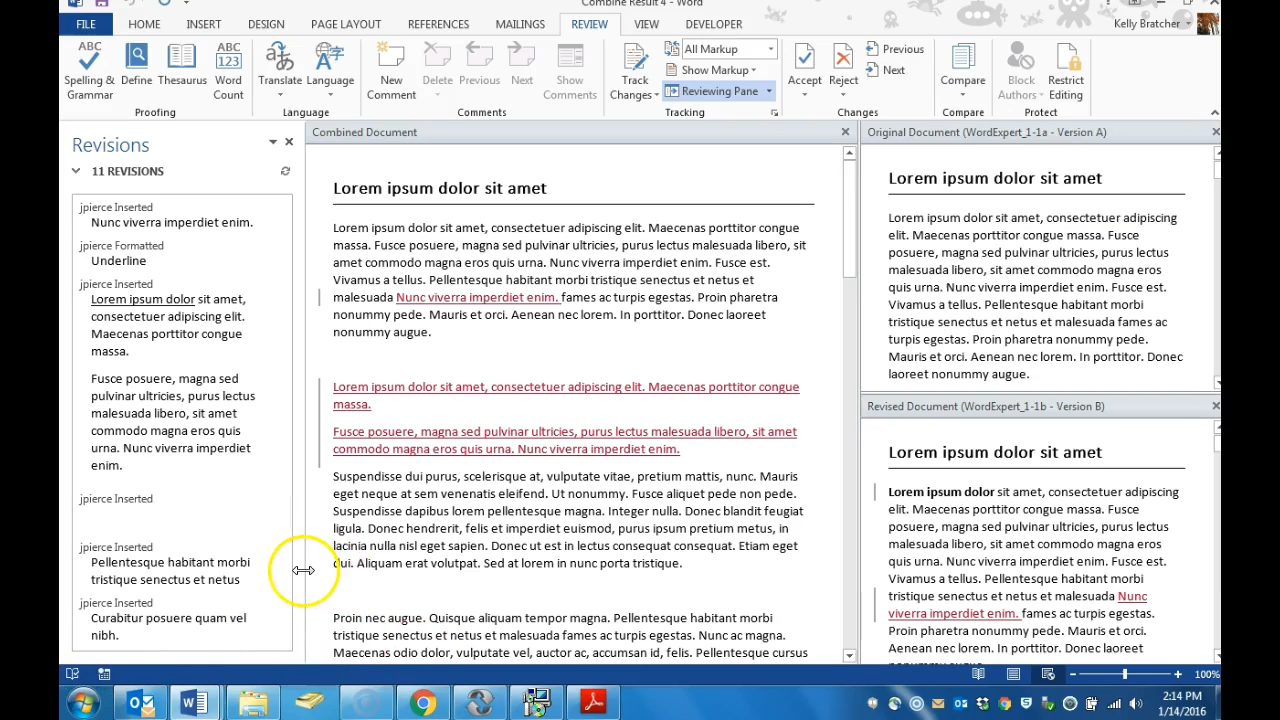 Combine Result 4 - Word
FILE HOME INSERT DESIGN PAGE LAYOUT REFERENCES MAILINGS REVIEW VIEW DEVELOPER Kelly Bratcher
ABC ABC 123
All Markup
Show Markup
Reviewing Pane
Previous
Next
Spelling & Grammar Define Thesaurus Word Count Translate Language New Comment Delete Previous Next Show Comments Track Changes Accept Reject Compare Block Authors Restrict Editing
Proofing Language Comments Tracking Changes Compare Protect
Revisions
11 REVISIONS
jpierce Inserted
Nunc viverra imperdiet enim.
jpierce Formatted
Underline
jpierce Inserted
Lorem ipsum dolor sit amet,
consectetuer adipiscing elit.
Maecenas porttitor congue
massa.
Fusce posuere, magna sed
pulvinar ultricies, purus lectus
malesuada libero, sit amet
commodo magna eros quis
urna. Nunc viverra imperdiet
enim.
jpierce Inserted
jpierce Inserted
Pellentesque habitant morbi
tristique senectus et netus
jpierce Inserted
Curabitur posuere quam vel
nibh.
Combined Document
Lorem ipsum dolor sit amet
Lorem ipsum dolor sit amet, consectetuer adipiscing elit. Maecenas porttitor congue
massa. Fusce posuere, magna sed pulvinar ultricies, purus lectus malesuada libero, sit
amet commodo magna eros quis urna. Nunc viverra imperdiet enim. Fusce est.
Vivamus a tellus. Pellentesque habitant morbi tristique senectus et netus et
malesuada Nunc viverra imperdiet enim. fames ac turpis egestas. Proin pharetra
nonummy pede. Mauris et orci. Aenean nec lorem. In porttitor. Donec laoreet
nonummy augue.
Lorem ipsum dolor sit amet, consectetuer adipiscing elit. Maecenas porttitor congue
massa.
Fusce posuere, magna sed pulvinar ultricies, purus lectus malesuada libero, sit amet
commodo magna eros quis urna. Nunc viverra imperdiet enim.
Suspendisse dui purus, scelerisque at, vulputate vitae, pretium mattis, nunc. Mauris
eget neque at sem venenatis eleifend. Ut nonummy. Fusce aliquet pede non pede.
Suspendisse dapibus lorem pellentesque magna. Integer nulla. Donec blandit feugiat
ligula. Donec hendrerit, felis et imperdiet euismod, purus ipsum pretium metus, in
lacinia nulla nisl eget sapien. Donec ut est in lectus consequat consequat. Etiam eget
dui. Aliquam erat volutpat. Sed at lorem in nunc porta tristique.
Proin nec augue. Quisque aliquam tempor magna. Pellentesque habitant morbi
tristique senectus et netus et malesuada fames ac turpis egestas. Nunc ac magna.
Maecenas odio dolor, vulputate vel, auctor ac, accumsan id, felis. Pellentesque cursus
Original Document (WordExpert_1-1a - Version A)
Lorem ipsum dolor sit amet
Lorem ipsum dolor sit amet, consectetuer adipiscing
elit. Maecenas porttitor congue massa. Fusce
posuere, magna sed pulvinar ultricies, purus lectus
malesuada libero, sit amet commodo magna eros
quis urna. Nunc viverra imperdiet enim. Fusce est.
Vivamus a tellus. Pellentesque habitant morbi
tristique senectus et netus et malesuada fames ac
turpis egestas. Proin pharetra nonummy pede.
Mauris et orci. Aenean nec lorem. In porttitor. Donec
laoreet nonummy augue.
Revised Document (WordExpert_1-1b - Version B)
Lorem ipsum dolor sit amet
Lorem ipsum dolor sit amet, consectetuer adipiscing
elit. Maecenas porttitor congue massa. Fusce
posuere, magna sed pulvinar ultricies, purus lectus
malesuada libero, sit amet commodo magna eros
quis urna. Nunc viverra imperdiet enim. Fusce est.
Vivamus a tellus. Pellentesque habitant morbi
tristique senectus et netus et malesuada Nunc
viverra imperdiet enim. fames ac turpis egestas.
Proin pharetra nonummy pede. Mauris et orci.
Aenean nec lorem. In porttitor. Donec laoreet
100%
2:14 PM
1/14/2016